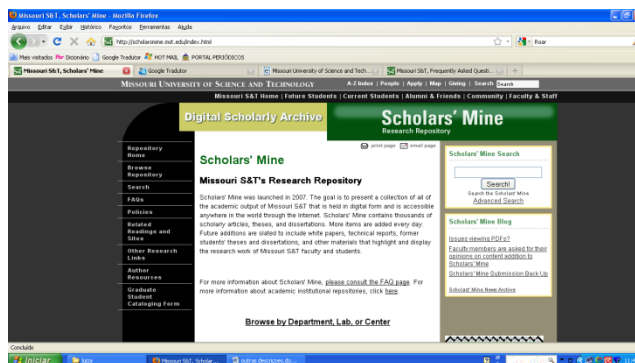 Missouri S&T, Scholars' Mine - Mozilla Firefox
Arquivo Editar Exibir Histórico Favoritos Ferramentas Ajuda
http://scholarsmine.mst.edu/index.html
Roar
Mais visitados Dicionário Google Tradutor HOT MAIL PORTAL PERIÓDICOS
Missouri S&T, Scholars' Mine
Google Tradutor
Missouri University of Science and Tech...
Missouri S&T, Frequently Asked Questi...
MISSOURI UNIVERSITY OF SCIENCE AND TECHNOLOGY
A-Z Index | People | Apply | Map | Giving | Search Search
Missouri S&T Home | Future Students | Current Students | Alumni & Friends | Community | Faculty & Staff
Digital Scholarly Archive
Scholars' Mine
Research Repository
Repository Home
Browse Repository
Search
FAQs
Policies
Related Readings and Sites
Other Research Links
Author Resources
Graduate Student Cataloging Form
print page email page
Scholars' Mine
Missouri S&T's Research Repository
Scholars' Mine was launched in 2007. The goal is to present a collection of all of
the academic output of Missouri S&T that is held in digital form and is accessible
anywhere in the world through the Internet. Scholars' Mine contains thousands of
scholarly articles, theses, and dissertations. More items are added every day.
Future additions are slated to include white papers, technical reports, former
students' theses and dissertations, and other materials that highlight and display
the research work of Missouri S&T faculty and students.
For more information about Scholars' Mine, please consult the FAQ page. For
more information about academic institutional repositories, click here.
Browse by Department, Lab, or Center
Scholars' Mine Search
Search!
Search the Scholars' Mine
Advanced Search
Scholars' Mine Blog
Issues viewing PDFs?
Faculty members are asked for their
opinions on content addition to
Scholars' Mine
Scholars' Mine Submission Back Up
Scholars' Mine News Archive
Concluído
Iniciar
Missouri S&T, Scholar...
outras descrições do...